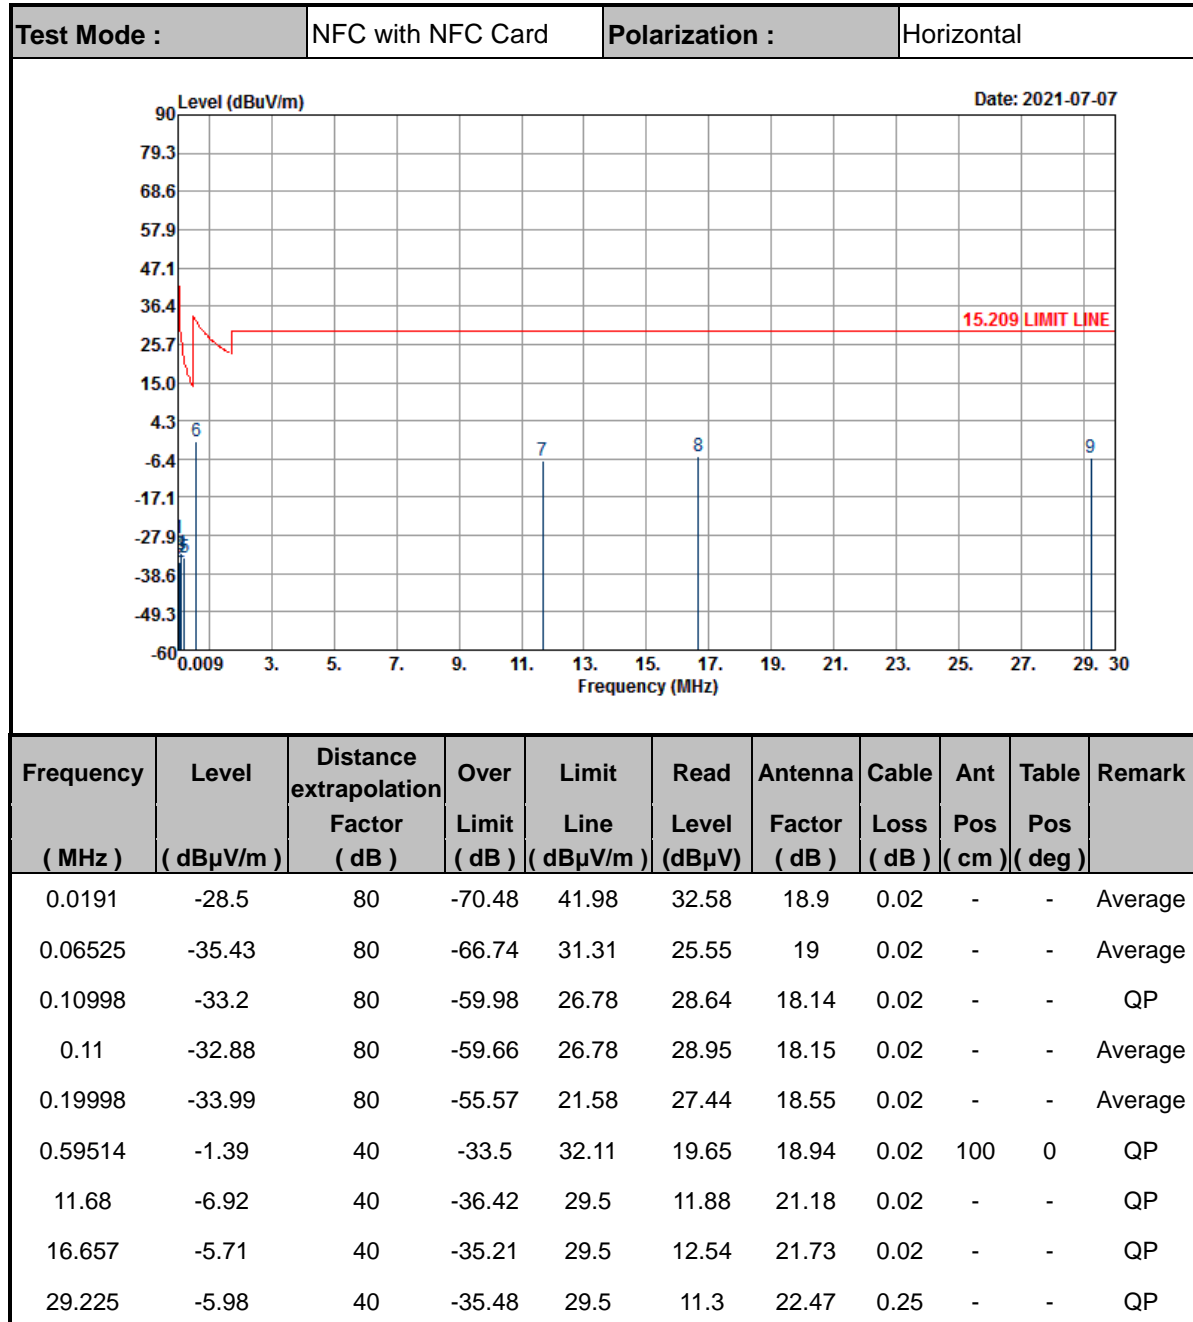 Test Mode : NFC with NFC Card Polarization : Horizontal
Level (dBuV/m) Date: 2021-07-07
90
79.3
68.6
57.9
47.1
36.4
15.209 LIMIT LINE
25.7
15.0
4.3
6
7
8
9
-6.4
-17.1
-27.9
5
-38.6
-49.3
-60
0.009 3. 5. 7. 9. 11. 13. 15. 17. 19. 21. 23. 25. 27. 29. 30
Frequency (MHz)
Frequency Level Distance extrapolation Over Limit Read Antenna Cable Ant Table Remark
Factor Limit Line Level Factor Loss Pos Pos
( MHz ) ( dBµV/m ) ( dB ) ( dB ) ( dBµV/m ) (dBµV) ( dB ) ( dB ) ( cm ) ( deg )
0.0191 -28.5 80 -70.48 41.98 32.58 18.9 0.02 - - Average
0.06525 -35.43 80 -66.74 31.31 25.55 19 0.02 - - Average
0.10998 -33.2 80 -59.98 26.78 28.64 18.14 0.02 - - QP
0.11 -32.88 80 -59.66 26.78 28.95 18.15 0.02 - - Average
0.19998 -33.99 80 -55.57 21.58 27.44 18.55 0.02 - - Average
0.59514 -1.39 40 -33.5 32.11 19.65 18.94 0.02 100 0 QP
11.68 -6.92 40 -36.42 29.5 11.88 21.18 0.02 - - QP
16.657 -5.71 40 -35.21 29.5 12.54 21.73 0.02 - - QP
29.225 -5.98 40 -35.48 29.5 11.3 22.47 0.25 - - QP